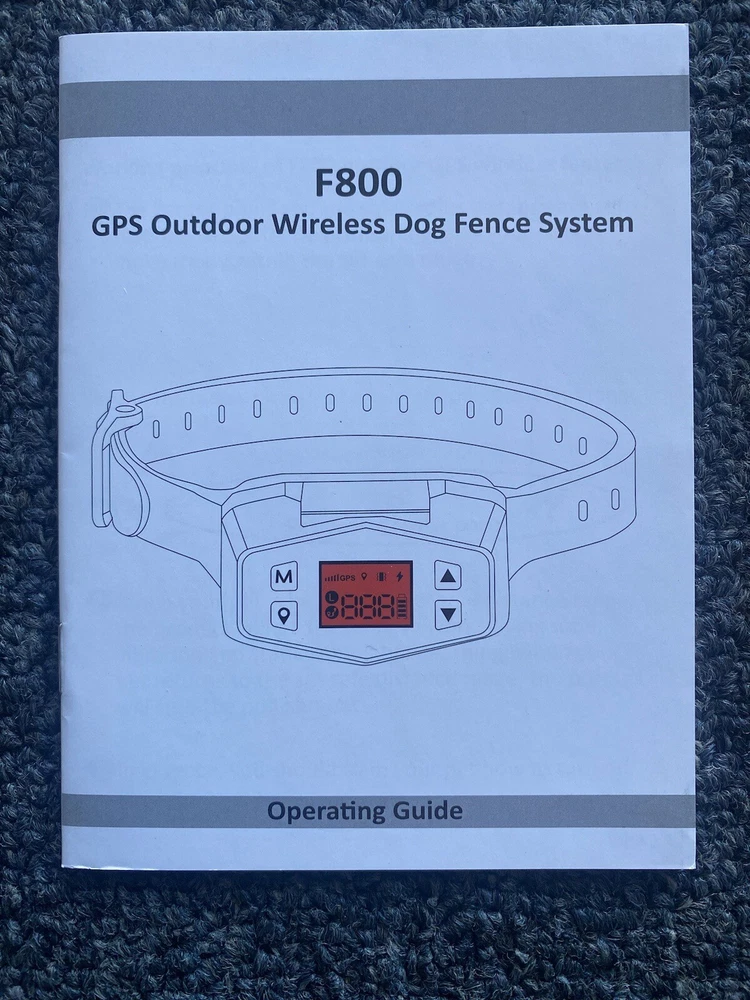 F800
GPS Outdoor Wireless Dog Fence System
M
GPS
L
888
Operating Guide